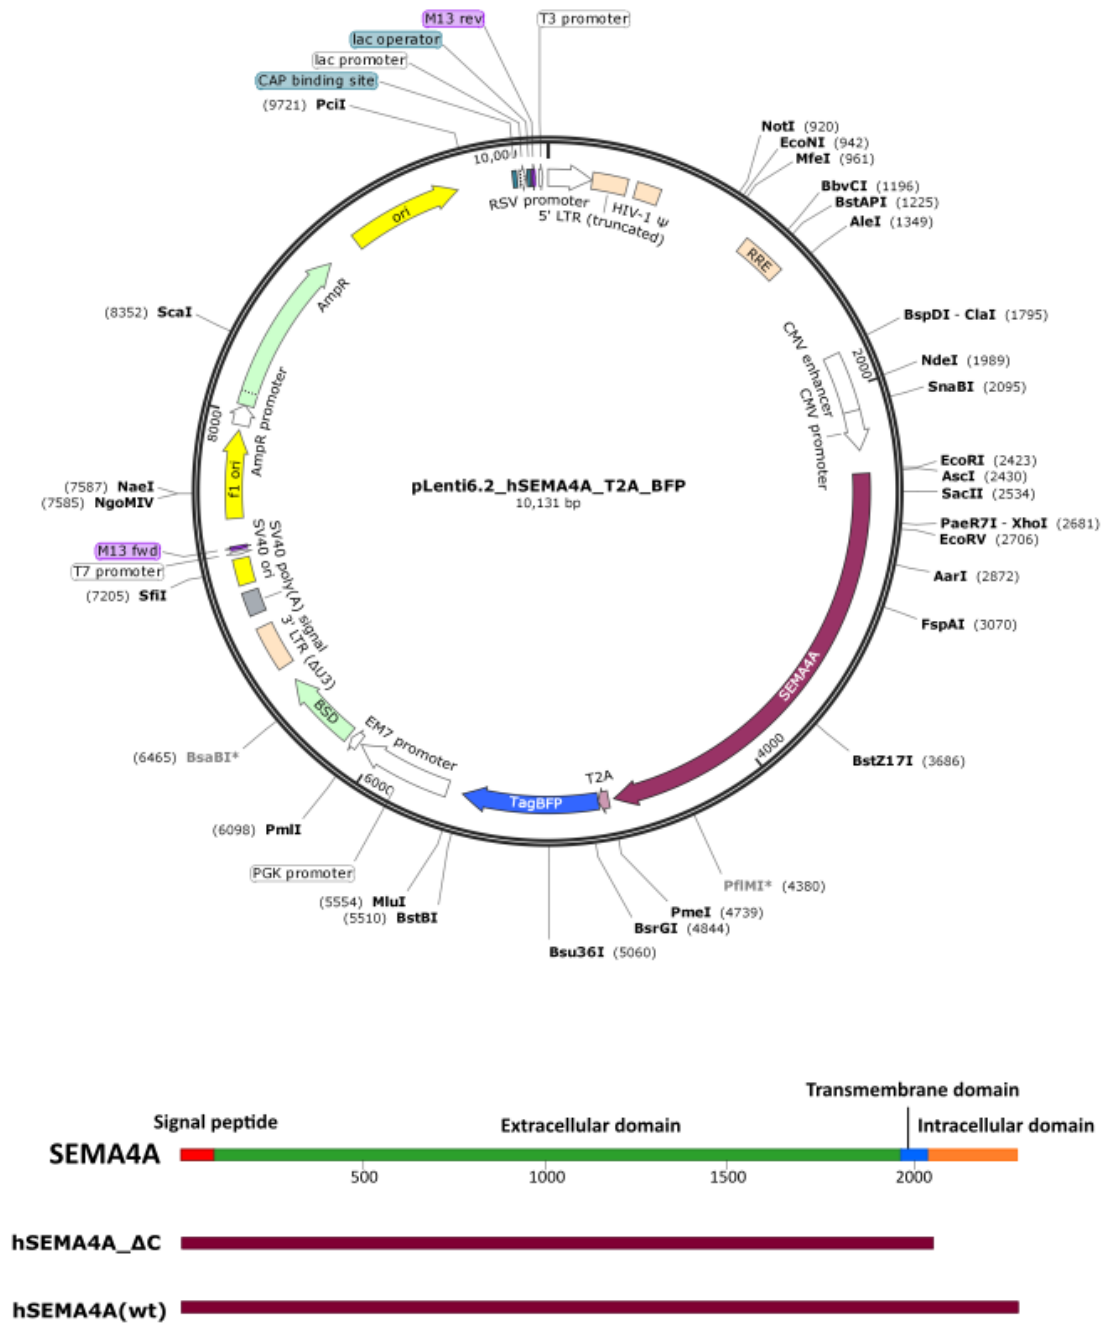 M13 rev
T3 promoter
lac operator
lac promoter
CAP binding site
(9721) PciI
10,00
RSV promoter
5' LTR (truncated)
HIV-1 ψ
NotI (920)
EcoNI (942)
MfeI (961)
BbvCI (1196)
BstAPI (1225)
AleI (1349)
RRE
BspDI - ClaI (1795)
NdeI (1989)
SnaBI (2095)
2000
CMV enhancer
CMV promoter
EcoRI (2423)
AscI (2430)
SacII (2534)
PaeR7I - XhoI (2681)
EcoRV (2706)
AarI (2872)
FspAI (3070)
SEMA4A
BstZ17I (3686)
4000
PflMI* (4380)
PmeI (4739)
BsrGI (4844)
Bsu36I (5060)
T2A
TagBFP
(5510) BstBI
(5554) MluI
PGK promoter
6000
(6098) PmlI
EM7 promoter
BSD
(6465) BsaBI*
3' LTR (ΔU3)
SV40 poly(A) signal
SV40 ori
(7205) SfiI
T7 promoter
M13 fwd
(7585) NgoMIV
(7587) NaeI
f1 ori
8000
AmpR promoter
AmpR
(8352) ScaI
ori
pLenti6.2_hSEMA4A_T2A_BFP
10,131 bp
Transmembrane domain
Signal peptide
Extracellular domain
Intracellular domain
SEMA4A
500
1000
1500
2000
hSEMA4A_ΔC
hSEMA4A(wt)